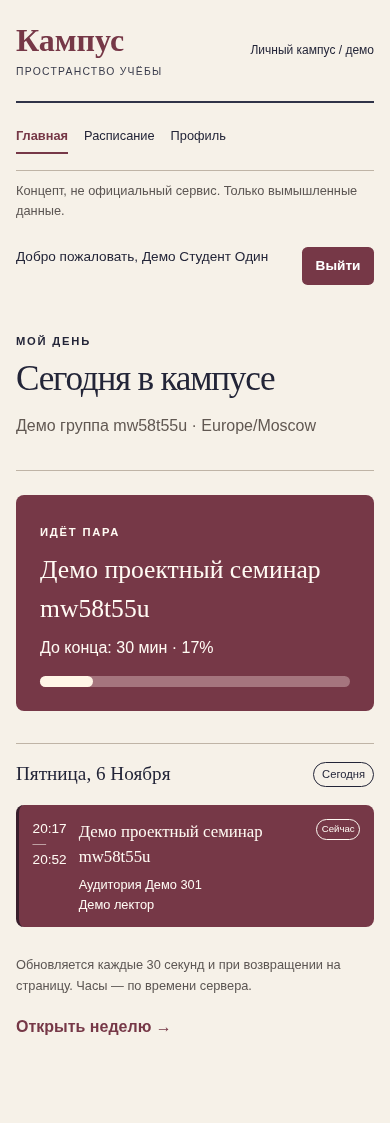 Кампус
ПРОСТРАНСТВО УЧЁБЫ
Личный кампус / демо
Главная Расписание Профиль
Концепт, не официальный сервис. Только вымышленные
данные.
Добро пожаловать, Демо Студент Один
Выйти
МОЙ ДЕНЬ
Сегодня в кампусе
Демо группа mw58t55u · Europe/Moscow
ИДЁТ ПАРА
Демо проектный семинар
mw58t55u
До конца: 30 мин · 17%
Пятница, 6 Ноября
Сегодня
20:17
—
20:52
Демо проектный семинар
mw58t55u
Сейчас
Аудитория Демо 301
Демо лектор
Обновляется каждые 30 секунд и при возвращении на
страницу. Часы — по времени сервера.
Открыть неделю →